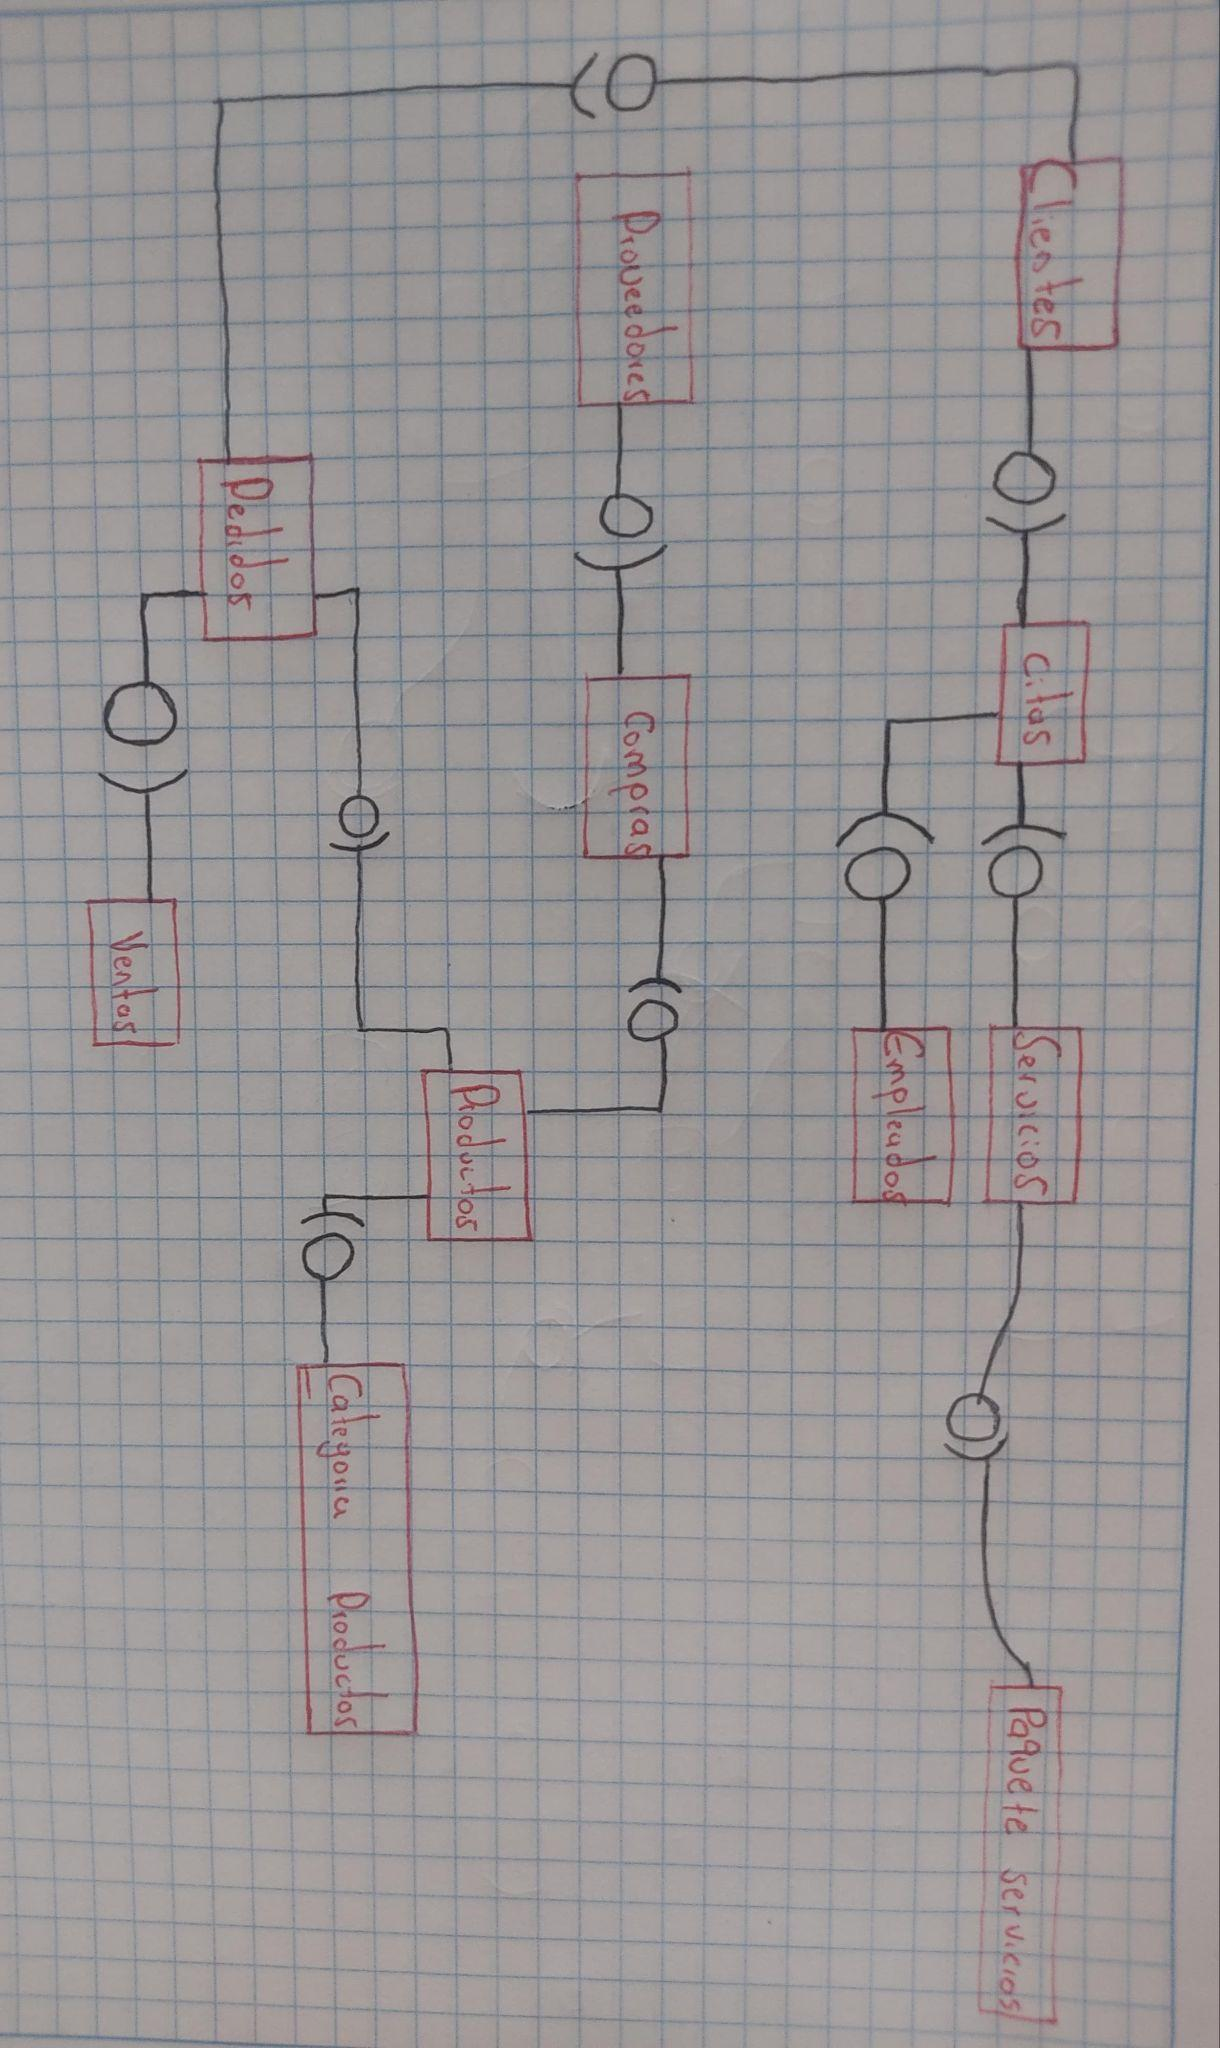 Clientes
Citas
Servicios
Paquete servicios
Empleados
Proveedores
Compras
Productos
Categoria Productos
Pedidos
Ventas